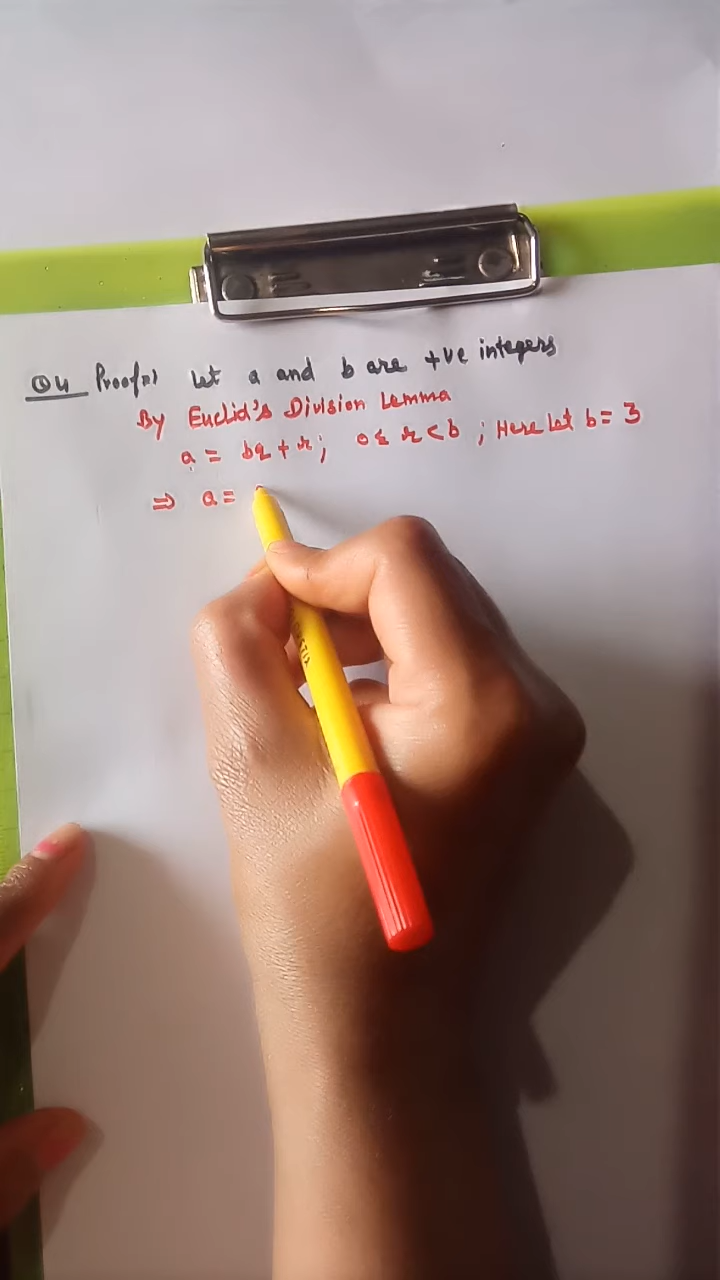 Q4 Proof(n) Let a and b are +ve integers
By Euclid's Division Lemma
a = bq + r; 0 ≤ r < b ; Here Let b = 3
⇒ a =